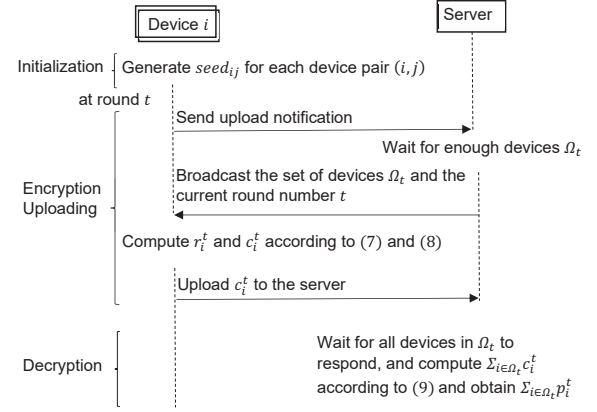 Device i
Server
Initialization
Generate seed_{ij} for each device pair (i, j)
at round t
Send upload notification
Wait for enough devices Ω_t
Encryption
Uploading
Broadcast the set of devices Ω_t and the
current round number t
Compute r_i^t and c_i^t according to (7) and (8)
Upload c_i^t to the server
Decryption
Wait for all devices in Ω_t to
respond, and compute Σ_{i∈Ω_t} c_i^t
according to (9) and obtain Σ_{i∈Ω_t} p_i^t